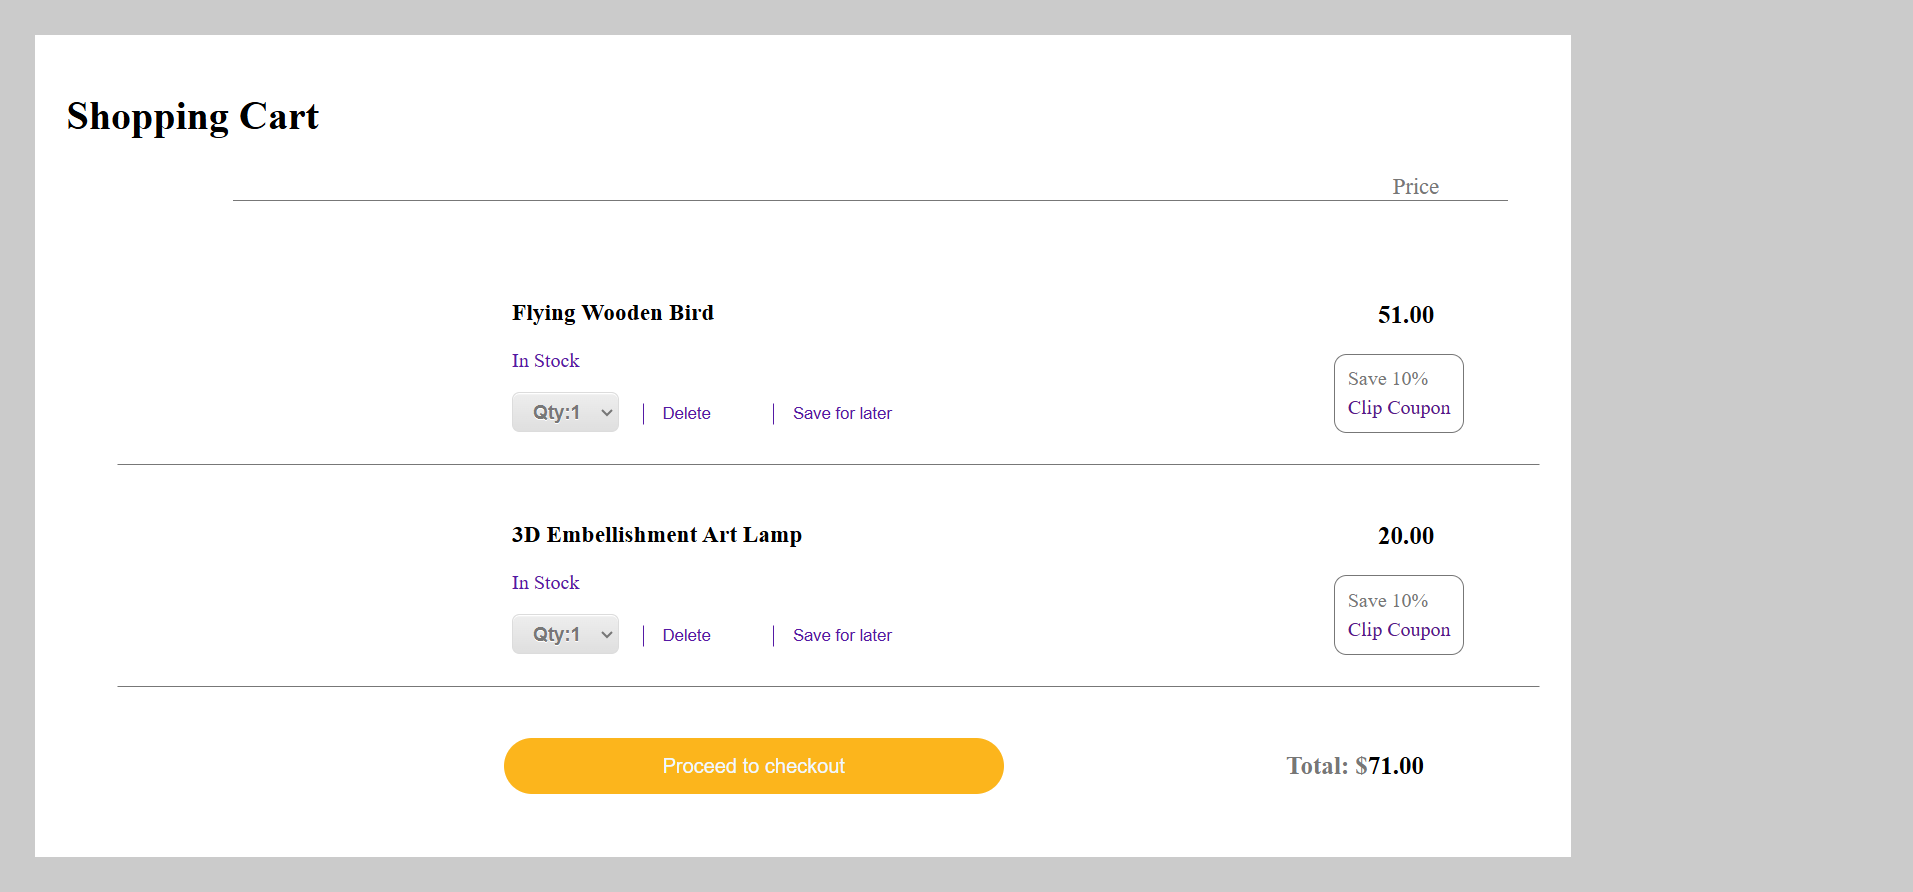 Shopping Cart
Price
Flying Wooden Bird
51.00
In Stock
Save 10%
Clip Coupon
Qty:1
Delete
Save for later
3D Embellishment Art Lamp
20.00
In Stock
Save 10%
Clip Coupon
Qty:1
Delete
Save for later
Proceed to checkout
Total: $71.00